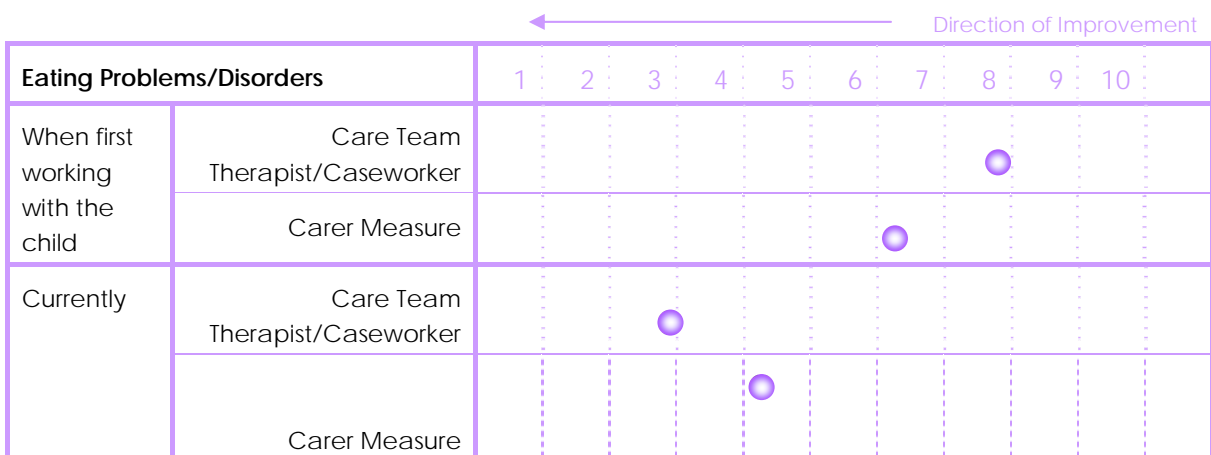 Direction of Improvement
Eating Problems/Disorders 1 2 3 4 5 6 7 8 9 10
When first
working
with the
child
Care Team
Therapist/Caseworker
Carer Measure
Currently
Care Team
Therapist/Caseworker
Carer Measure